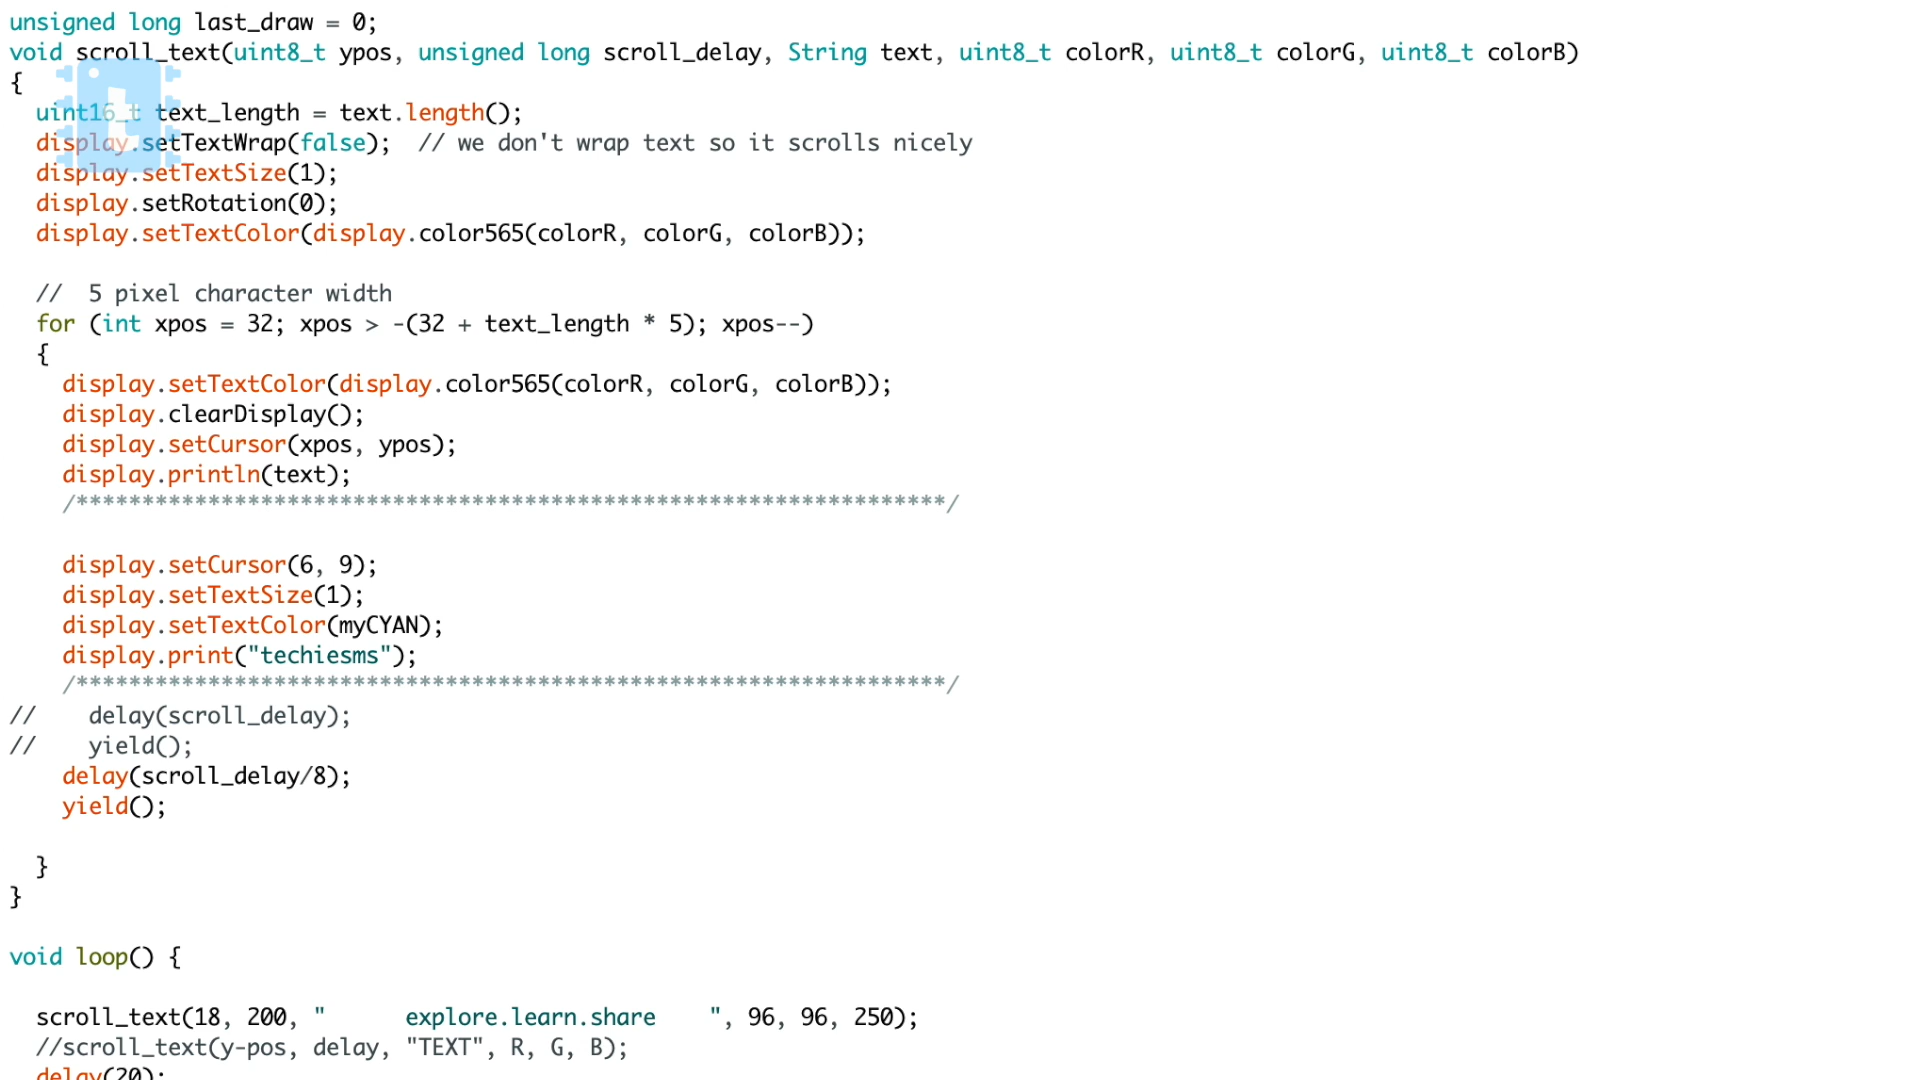 unsigned long last_draw = 0;
void scroll_text(uint8_t ypos, unsigned long scroll_delay, String text, uint8_t colorR, uint8_t colorG, uint8_t colorB)
{
  uint16_t text_length = text.length();
  display.setTextWrap(false);  // we don't wrap text so it scrolls nicely
  display.setTextSize(1);
  display.setRotation(0);
  display.setTextColor(display.color565(colorR, colorG, colorB));
  //  5 pixel character width
  for (int xpos = 32; xpos > -(32 + text_length * 5); xpos--)
  {
    display.setTextColor(display.color565(colorR, colorG, colorB));
    display.clearDisplay();
    display.setCursor(xpos, ypos);
    display.println(text);
    /******************************************************************/
    display.setCursor(6, 9);
    display.setTextSize(1);
    display.setTextColor(myCYAN);
    display.print("techiesms");
    /******************************************************************/
//    delay(scroll_delay);
//    yield();
    delay(scroll_delay/8);
    yield();
  }
}
void loop() {
  scroll_text(18, 200, "      explore.learn.share    ", 96, 96, 250);
  //scroll_text(y-pos, delay, "TEXT", R, G, B);
  delay(20);